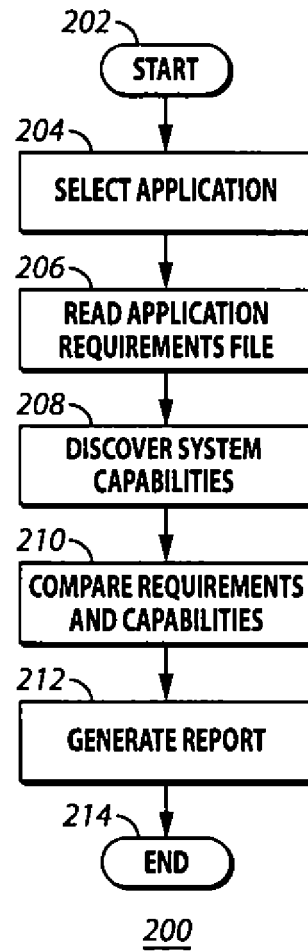 202
START
204
SELECT APPLICATION
206
READ APPLICATION
REQUIREMENTS FILE
208
DISCOVER SYSTEM
CAPABILITIES
210
COMPARE REQUIREMENTS
AND CAPABILITIES
212
GENERATE REPORT
214
END
200